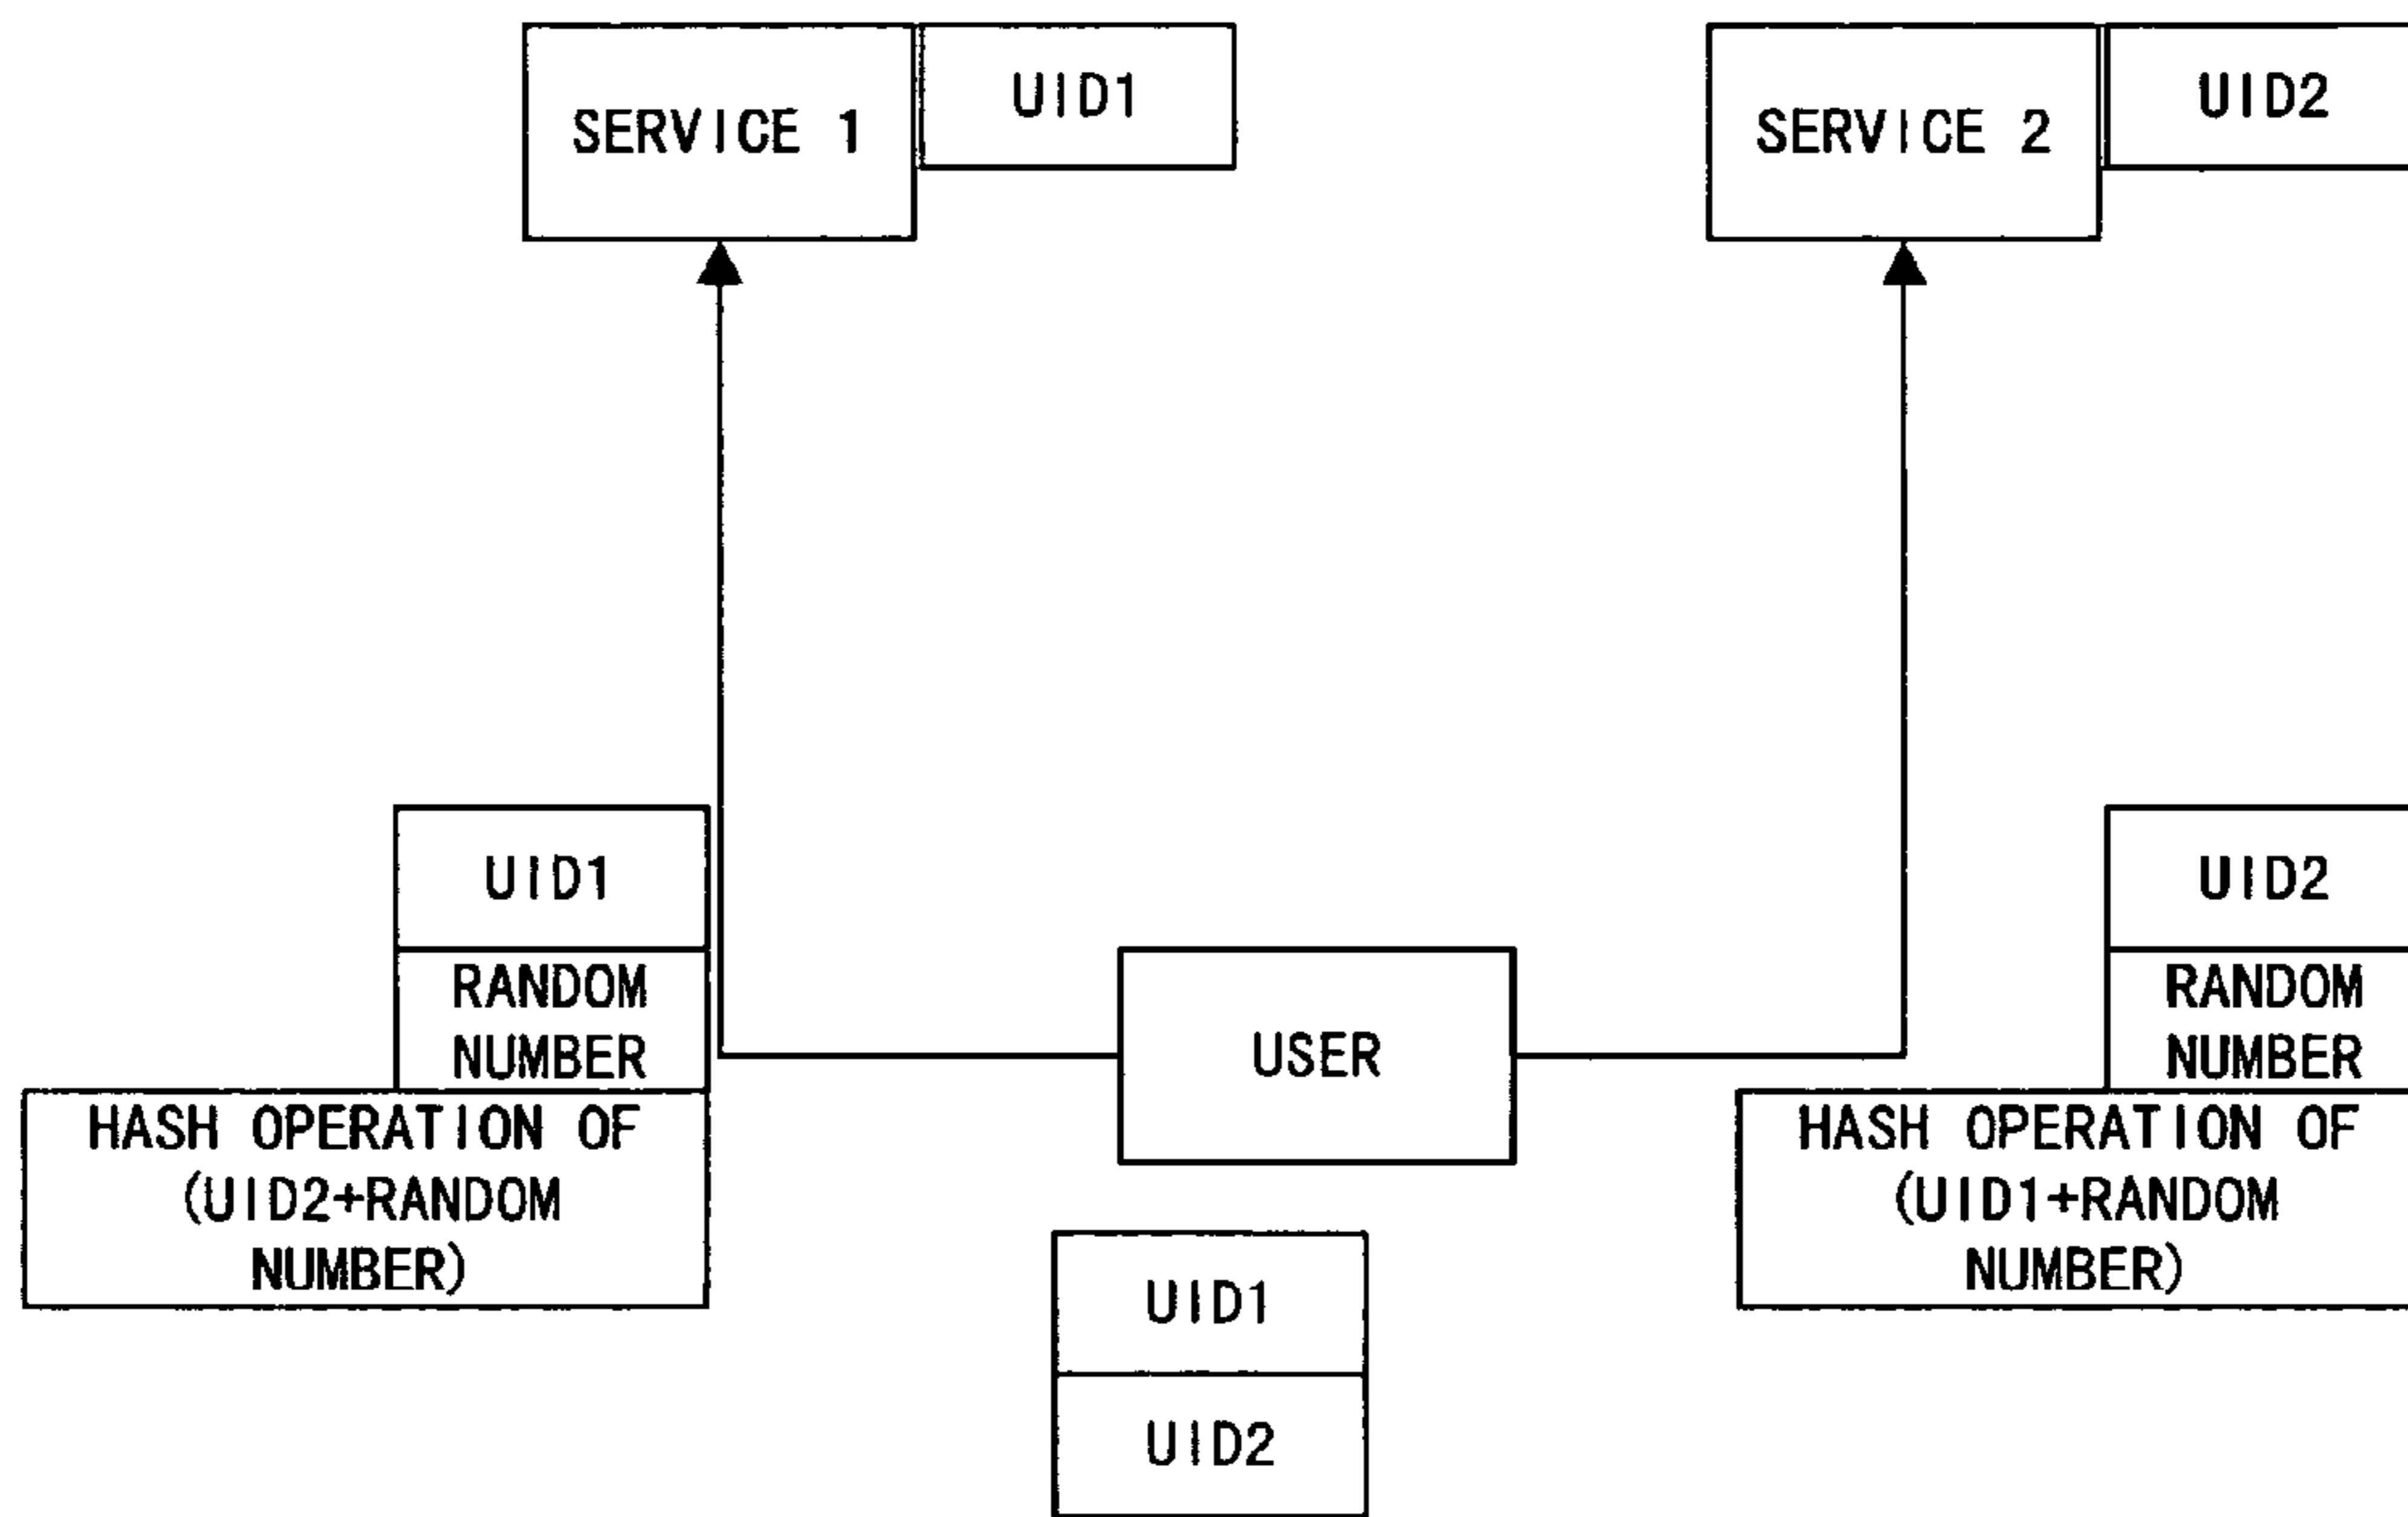 SERVICE 1
UID1
SERVICE 2
UID2
UID1
RANDOM
NUMBER
HASH OPERATION OF
(UID2+RANDOM
NUMBER)
USER
UID1
UID2
UID2
RANDOM
NUMBER
HASH OPERATION OF
(UID1+RANDOM
NUMBER)